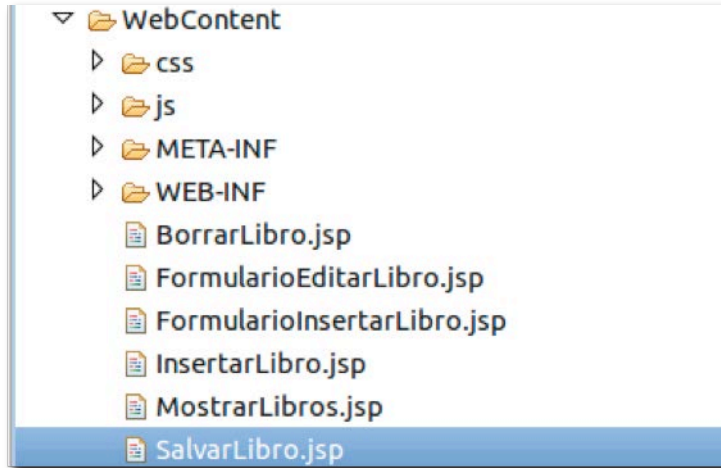 WebContent
css
js
META-INF
WEB-INF
BorrarLibro.jsp
FormularioEditarLibro.jsp
FormularioInsertarLibro.jsp
InsertarLibro.jsp
MostrarLibros.jsp
SalvarLibro.jsp